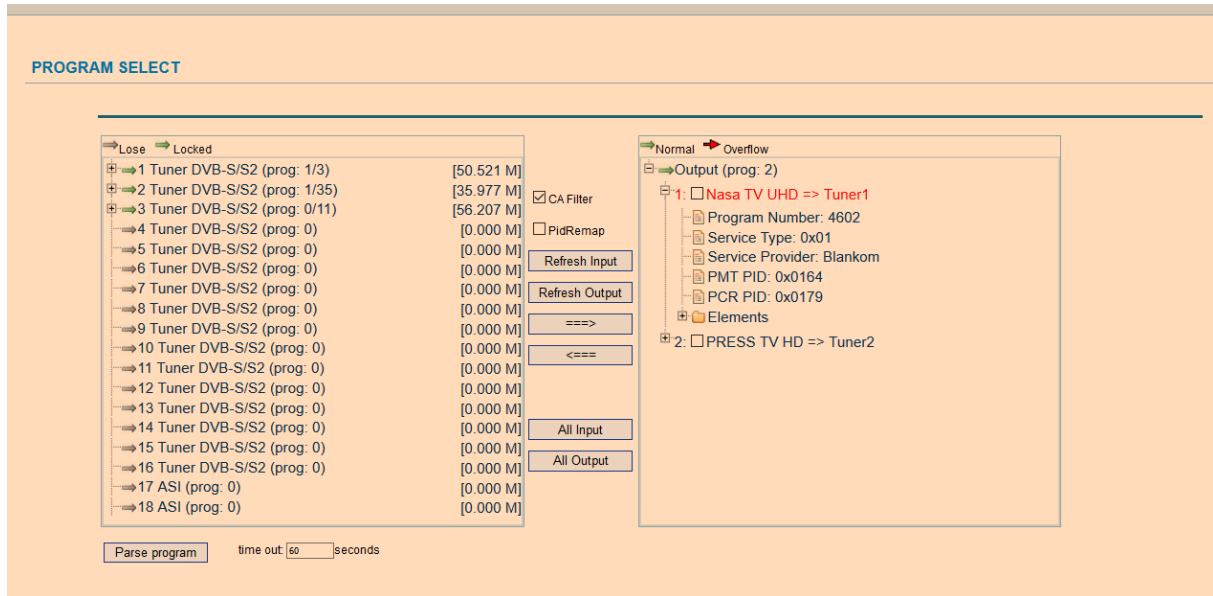 PROGRAM SELECT
Lose Locked
1 Tuner DVB-S/S2 (prog: 1/3) [50.521 M]
2 Tuner DVB-S/S2 (prog: 1/35) [35.977 M]
3 Tuner DVB-S/S2 (prog: 0/11) [56.207 M]
4 Tuner DVB-S/S2 (prog: 0) [0.000 M]
5 Tuner DVB-S/S2 (prog: 0) [0.000 M]
6 Tuner DVB-S/S2 (prog: 0) [0.000 M]
7 Tuner DVB-S/S2 (prog: 0) [0.000 M]
8 Tuner DVB-S/S2 (prog: 0) [0.000 M]
9 Tuner DVB-S/S2 (prog: 0) [0.000 M]
10 Tuner DVB-S/S2 (prog: 0) [0.000 M]
11 Tuner DVB-S/S2 (prog: 0) [0.000 M]
12 Tuner DVB-S/S2 (prog: 0) [0.000 M]
13 Tuner DVB-S/S2 (prog: 0) [0.000 M]
14 Tuner DVB-S/S2 (prog: 0) [0.000 M]
15 Tuner DVB-S/S2 (prog: 0) [0.000 M]
16 Tuner DVB-S/S2 (prog: 0) [0.000 M]
17 ASI (prog: 0) [0.000 M]
18 ASI (prog: 0) [0.000 M]
CA Filter
PidRemap
Refresh Input
Refresh Output
===>
<===
All Input
All Output
Normal Overflow
Output (prog: 2)
1: Nasa TV UHD => Tuner1
Program Number: 4602
Service Type: 0x01
Service Provider: Blankom
PMT PID: 0x0164
PCR PID: 0x0179
Elements
2: PRESS TV HD => Tuner2
Parse program time out: 60 seconds